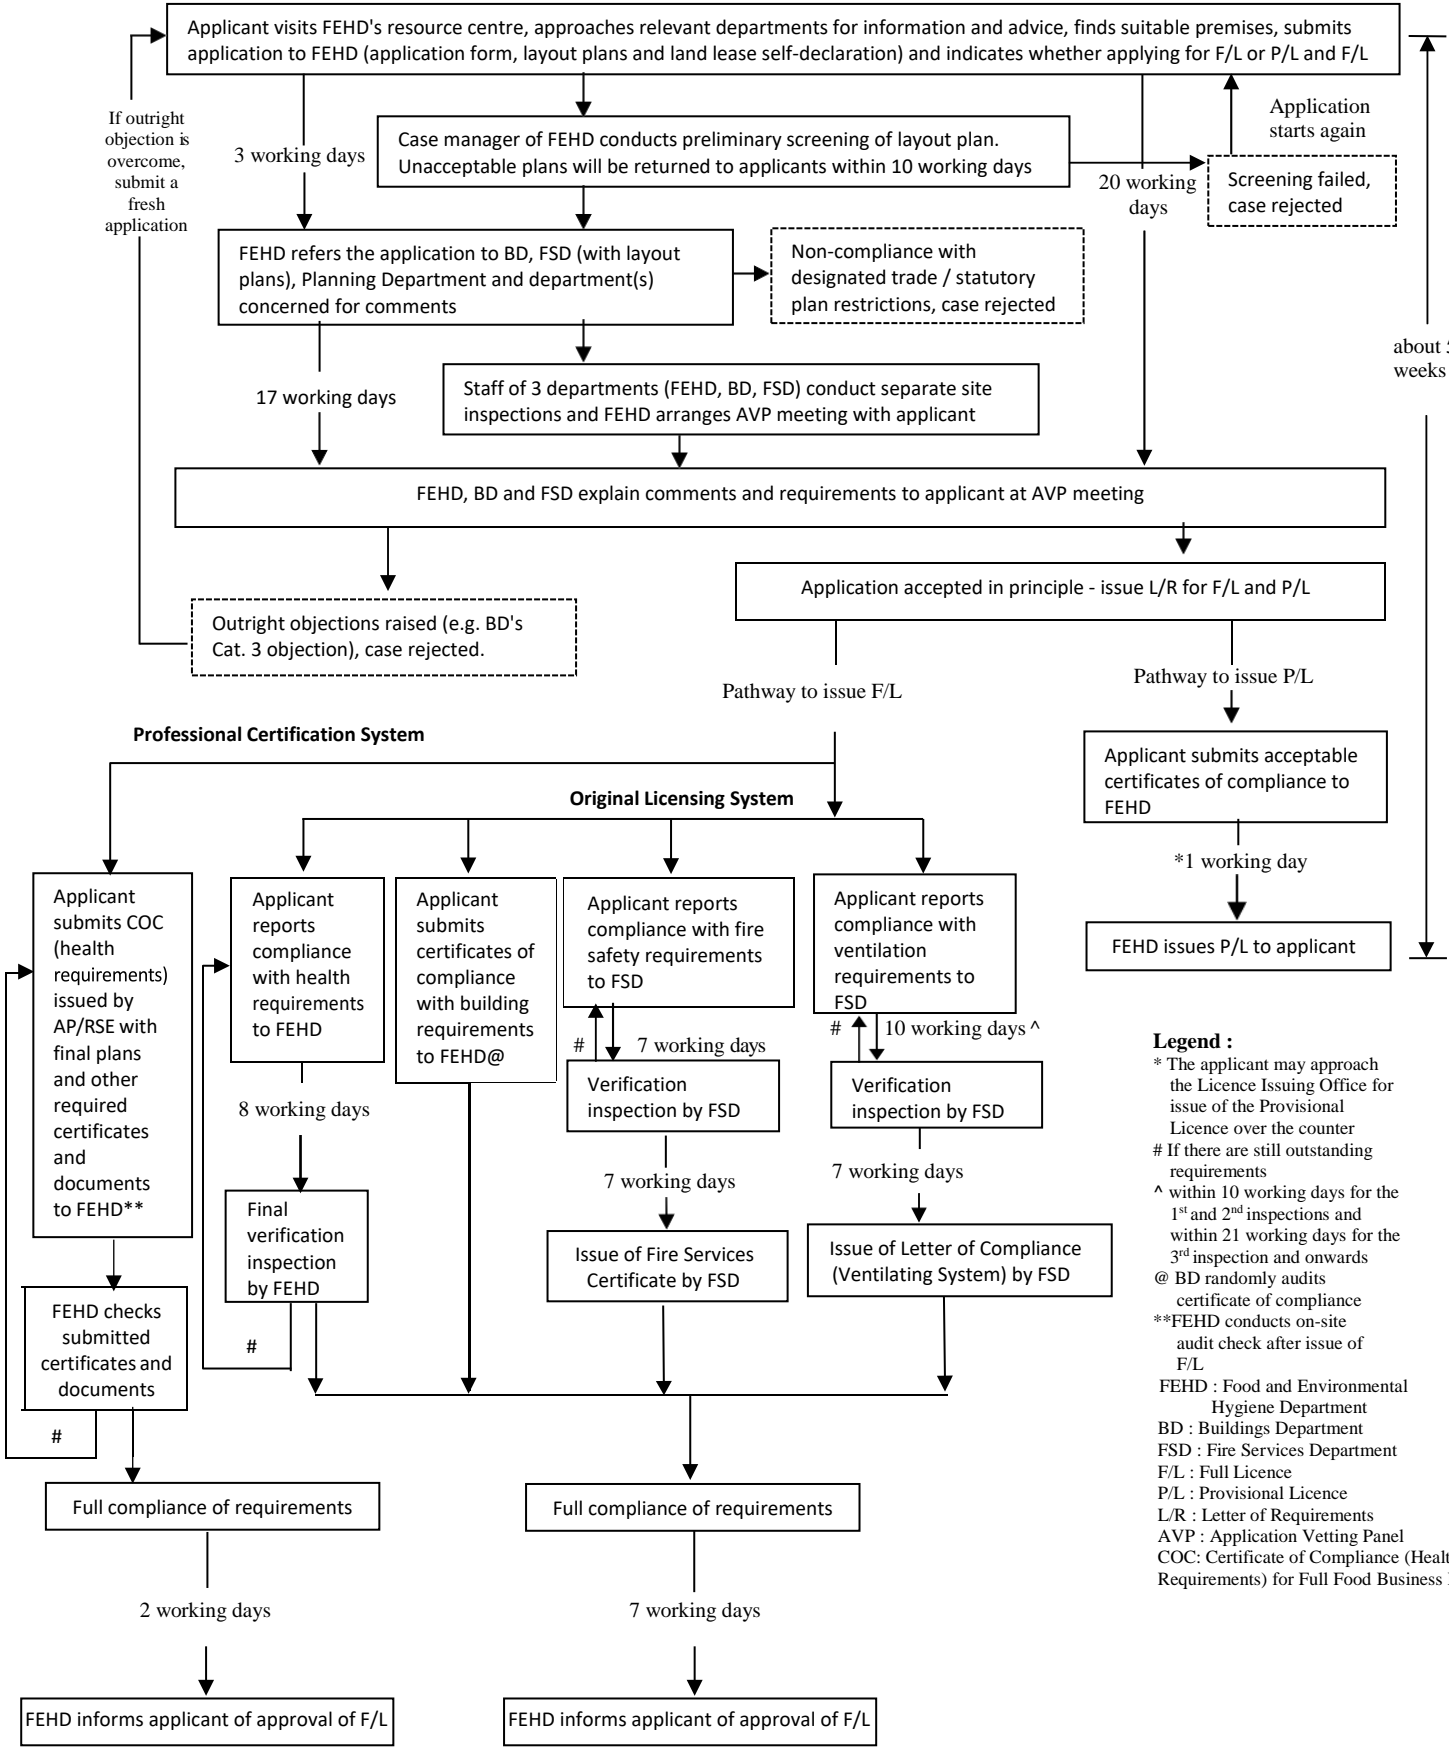 Applicant visits FEHD's resource centre, approaches relevant departments for information and advice, finds suitable premises, submits
application to FEHD (application form, layout plans and land lease self-declaration) and indicates whether applying for F/L or P/L and F/L
If outright
objection is
overcome,
submit a
fresh
application
3 working days
Case manager of FEHD conducts preliminary screening of layout plan.
Unacceptable plans will be returned to applicants within 10 working days
Application
starts again
20 working
days
Screening failed,
case rejected
FEHD refers the application to BD, FSD (with layout
plans), Planning Department and department(s)
concerned for comments
Non-compliance with
designated trade / statutory
plan restrictions, case rejected
about
weeks
17 working days
Staff of 3 departments (FEHD, BD, FSD) conduct separate site
inspections and FEHD arranges AVP meeting with applicant
FEHD, BD and FSD explain comments and requirements to applicant at AVP meeting
Application accepted in principle - issue L/R for F/L and P/L
Outright objections raised (e.g. BD's
Cat. 3 objection), case rejected.
Pathway to issue F/L
Pathway to issue P/L
Professional Certification System
Applicant submits acceptable
certificates of compliance to
FEHD
Original Licensing System
*1 working day
FEHD issues P/L to applicant
Applicant
submits COC
(health
requirements)
issued by
AP/RSE with
final plans
and other
required
certificates
and
documents
to FEHD**
Applicant
reports
compliance
with health
requirements
to FEHD
Applicant
submits
certificates of
compliance
with building
requirements
to FEHD@
Applicant reports
compliance with fire
safety requirements
to FSD
Applicant reports
compliance with
ventilation
requirements to
FSD
# 7 working days
# 10 working days ^
Verification
inspection by FSD
Verification
inspection by FSD
8 working days
7 working days
7 working days
Final
verification
inspection
by FEHD
Issue of Fire Services
Certificate by FSD
Issue of Letter of Compliance
(Ventilating System) by FSD
FEHD checks
submitted
certificates and
documents
#
#
Full compliance of requirements
Full compliance of requirements
2 working days
7 working days
FEHD informs applicant of approval of F/L
FEHD informs applicant of approval of F/L
Legend :
* The applicant may approach
the Licence Issuing Office for
issue of the Provisional
Licence over the counter
# If there are still outstanding
requirements
^ within 10 working days for the
1st and 2nd inspections and
within 21 working days for the
3rd inspection and onwards
@ BD randomly audits
certificate of compliance
**FEHD conducts on-site
audit check after issue of
F/L
FEHD : Food and Environmental
Hygiene Department
BD : Buildings Department
FSD : Fire Services Department
F/L : Full Licence
P/L : Provisional Licence
L/R : Letter of Requirements
AVP : Application Vetting Panel
COC: Certificate of Compliance (Healt
Requirements) for Full Food Business